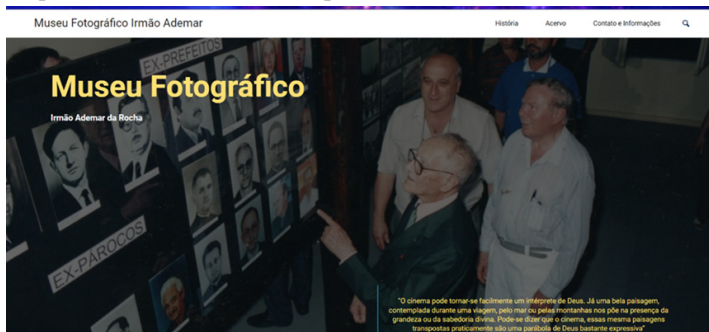 Museu Fotográfico Irmão Ademar
História Acervo Contato e Informações
Museu Fotográfico
Irmão Ademar da Rocha
EX-PREFEITOS
EX-PÁROCOS
"O cinema pode tornar-se facilmente um intérprete de Deus. Já uma bela paisagem,
contemplada durante uma viagem, pelo mar ou pelas montanhas nos põe na presença da
grandeza ou da sabedoria divina. Pode-se dizer que o cinema, essas mesma paisagens
transpostas praticamente são uma parábola de Deus bastante expressiva"